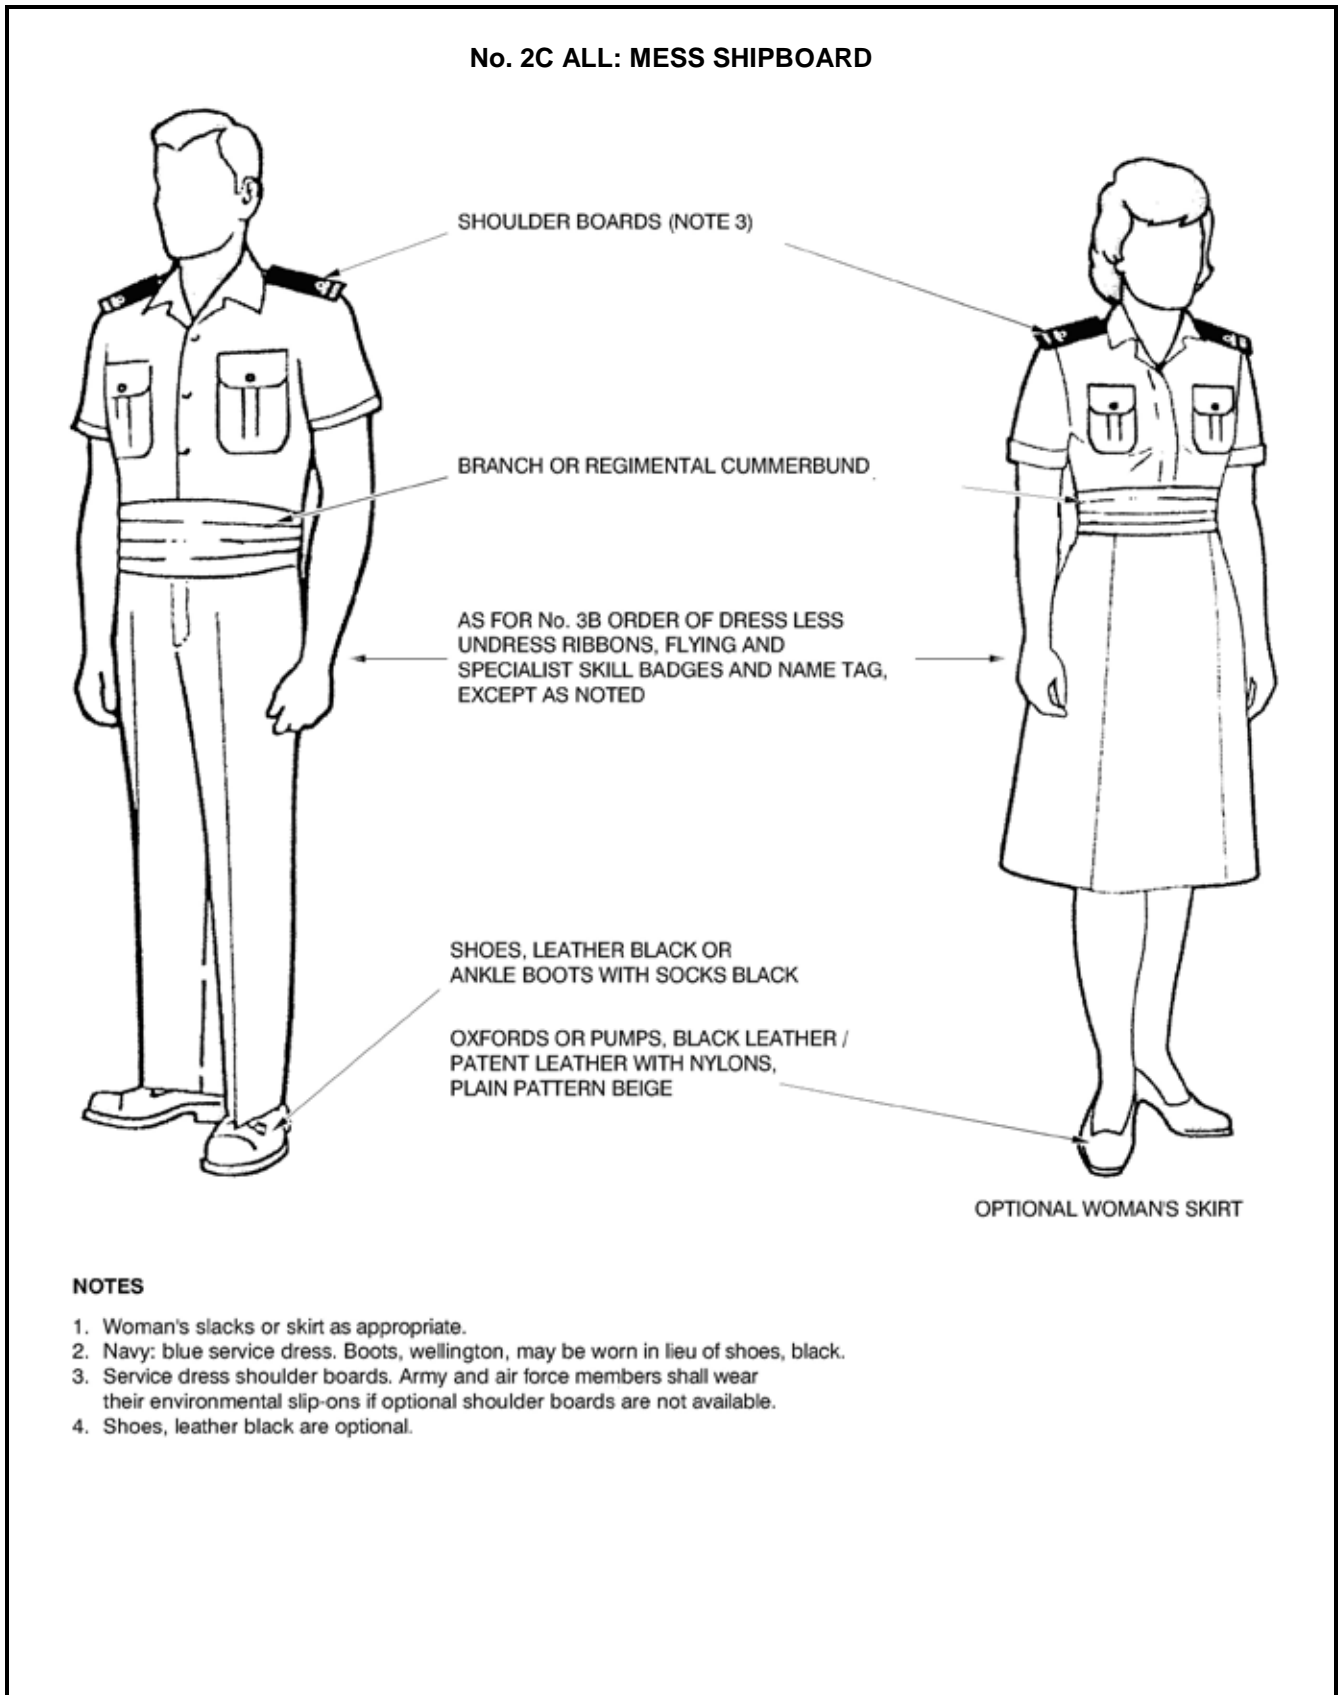 No. 2C ALL: MESS SHIPBOARD
SHOULDER BOARDS (NOTE 3)
BRANCH OR REGIMENTAL CUMMERBUND
AS FOR No. 3B ORDER OF DRESS LESS
UNDRESS RIBBONS, FLYING AND
SPECIALIST SKILL BADGES AND NAME TAG,
EXCEPT AS NOTED
SHOES, LEATHER BLACK OR
ANKLE BOOTS WITH SOCKS BLACK
OXFORDS OR PUMPS, BLACK LEATHER /
PATENT LEATHER WITH NYLONS,
PLAIN PATTERN BEIGE
OPTIONAL WOMAN'S SKIRT
NOTES
1. Woman's slacks or skirt as appropriate.
2. Navy: blue service dress. Boots, wellington, may be worn in lieu of shoes, black.
3. Service dress shoulder boards. Army and air force members shall wear
their environmental slip-ons if optional shoulder boards are not available.
4. Shoes, leather black are optional.